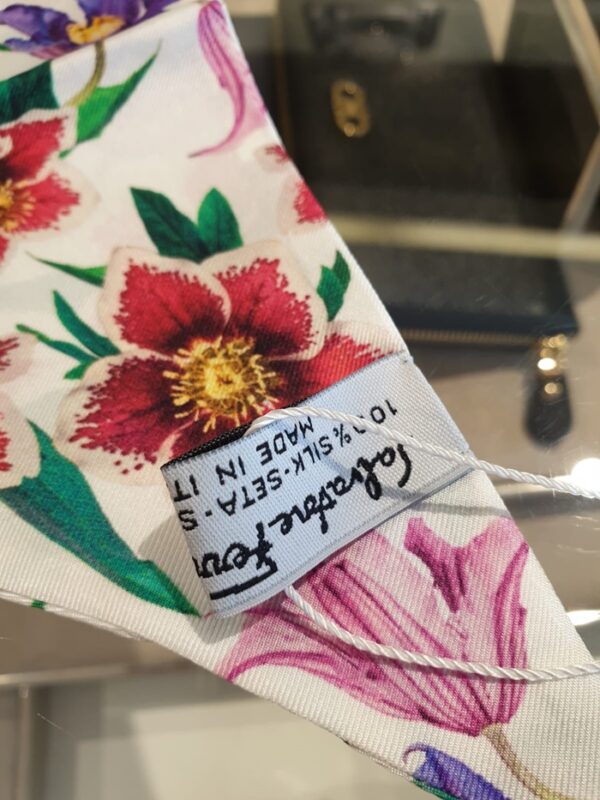 Salvatore Ferr
100% SILK-SETA-S
MADE IN IT